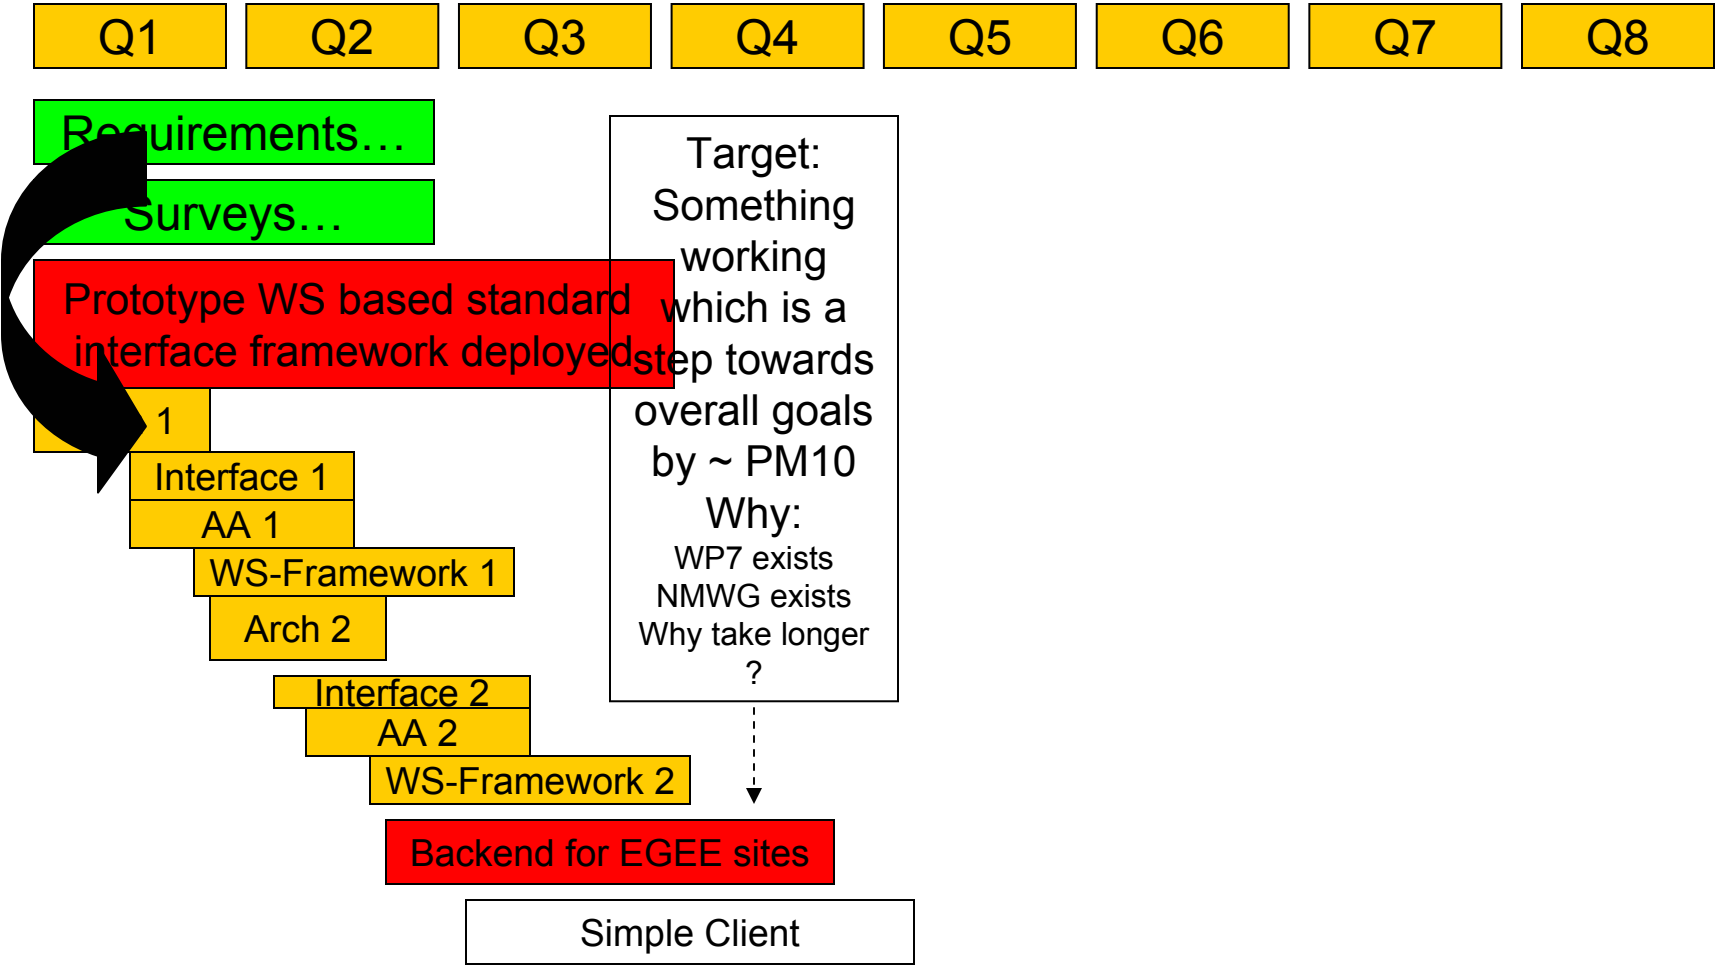 Q1 Q2 Q3 Q4 Q5 Q6 Q7 Q8
Requirements…
Surveys…
Prototype WS based standard
interface framework deployed
1
Interface 1
AA 1
WS-Framework 1
Arch 2
Interface 2
AA 2
WS-Framework 2
Backend for EGEE sites
Simple Client
Target:
Something
working
which is a
step towards
overall goals
by ~ PM10
Why:
WP7 exists
NMWG exists
Why take longer
?